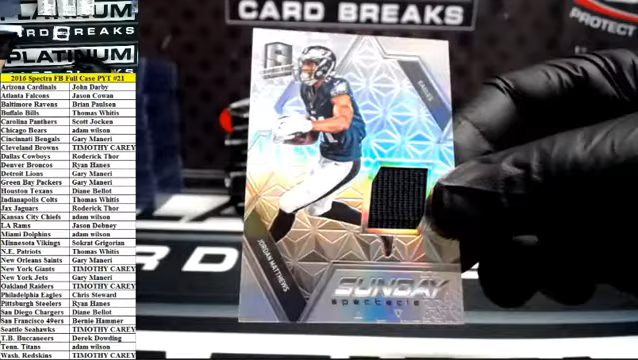 CARD BREAKS
PROTECT
PLATINUM
RD BREAKS
PLATINUM
2016 Spectra FB Full Case PYT #21
Arizona Cardinals John Darby
Atlanta Falcons Jason Cowan
Baltimore Ravens Brian Paulsen
Buffalo Bills Thomas Whitis
Carolina Panthers Scott Jocken
Chicago Bears adam wilson
Cincinnati Bengals Gary Maneri
Cleveland Browns TIMOTHY CAREY
Dallas Cowboys Roderick Thor
Denver Broncos Ryan Hanes
Detroit Lions Gary Maneri
Green Bay Packers Gary Maneri
Houston Texans Diane Bellot
Indianapolis Colts Thomas Whitis
Jax Jaguars Roderick Thor
Kansas City Chiefs adam wilson
LA Rams Jason Debney
Miami Dolphins adam wilson
Minnesota Vikings Sokrat Grigorian
N.E. Patriots Thomas Whitis
New Orleans Saints Gary Maneri
New York Giants TIMOTHY CAREY
New York Jets Gary Maneri
Oakland Raiders TIMOTHY CAREY
Philadelphia Eagles Chris Steward
Pittsburgh Steelers Ryan Hanes
San Diego Chargers Diane Bellot
San Francisco 49ers Bernie Hammer
Seattle Seahawks TIMOTHY CAREY
T.B. Buccaneers Derek Dowding
Tenn. Titans adam wilson
Wash. Redskins TIMOTHY CAREY
EAGLES
JORDAN MATTHEWS
SUNDAY
spectacle
RD